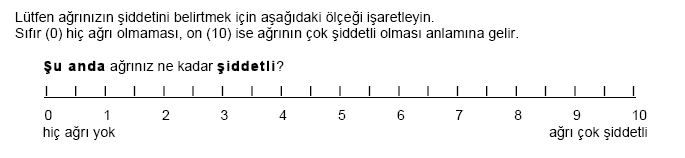 Lütfen ağrınızın şiddetini belirtmek için aşağıdaki ölçeği işaretleyin.
Sıfır (0) hiç ağrı olmaması, on (10) ise ağrının çok şiddetli olması anlamına gelir.
Şu anda ağrınız ne kadar şiddetli?
0 1 2 3 4 5 6 7 8 9 10
hiç ağrı yok ağrı çok şiddetli